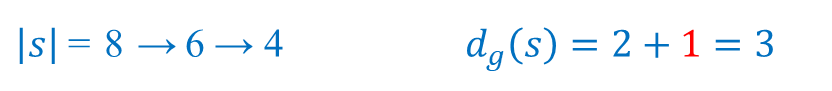 |s| = 8 → 6 → 4 d_g(s) = 2 + 1 = 3